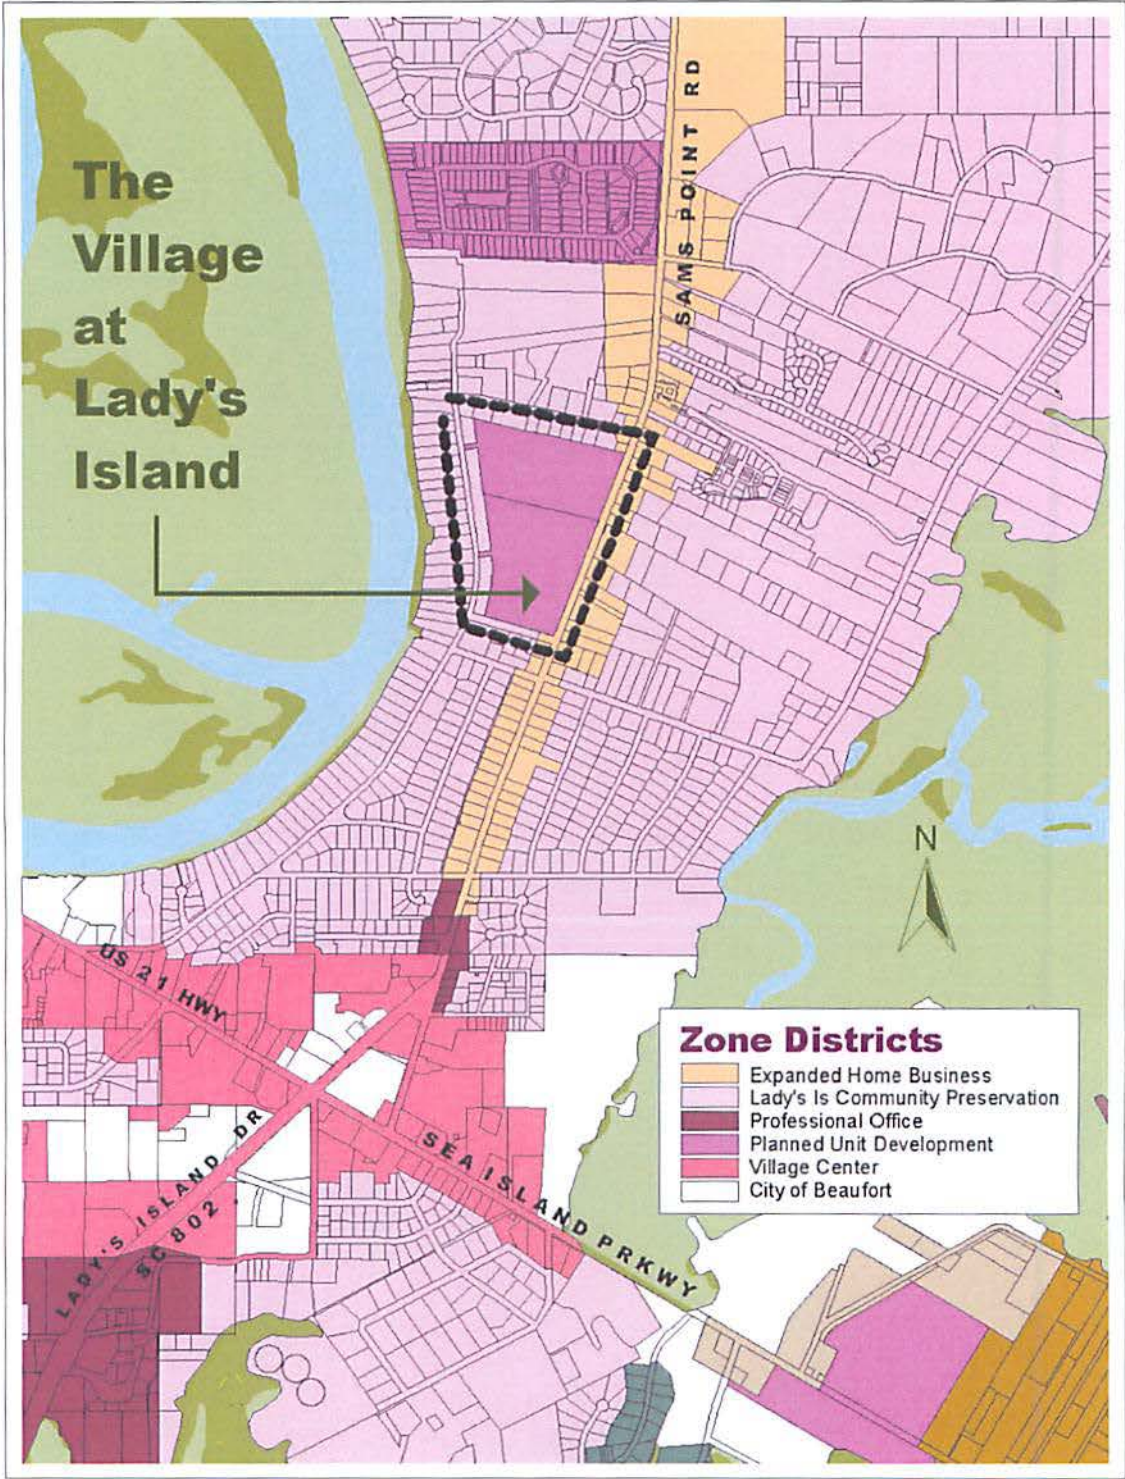 The
Village
at
Lady's
Island
SAMS POINT RD
N
US 21 HWY
LADY'S ISLAND DR
SC 802
SEA ISLAND PRKWY
Zone Districts
Expanded Home Business
Lady's Is Community Preservation
Professional Office
Planned Unit Development
Village Center
City of Beaufort